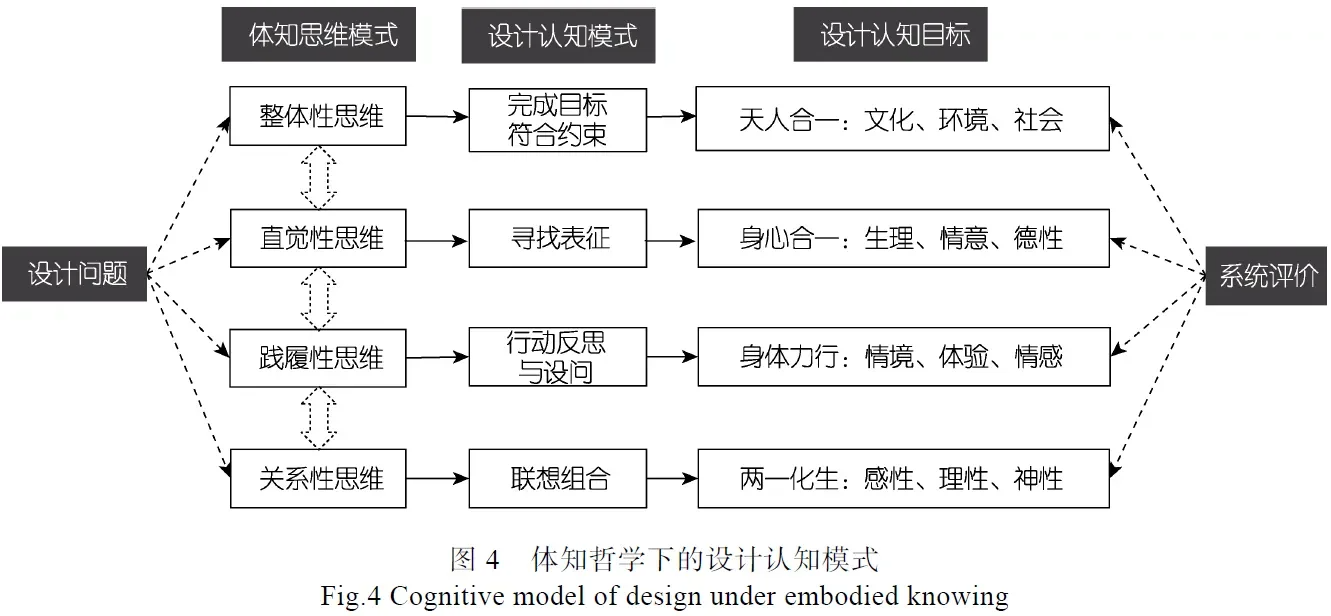 体知思维模式
设计认知模式
设计认知目标
整体性思维
完成目标
符合约束
天人合一：文化、环境、社会
直觉性思维
寻找表征
身心合一：生理、情意、德性
设计问题
系统评价
践履性思维
行动反思
与设问
身体力行：情境、体验、情感
关系性思维
联想组合
两一化生：感性、理性、神性
图 4　体知哲学下的设计认知模式
Fig.4 Cognitive model of design under embodied knowing